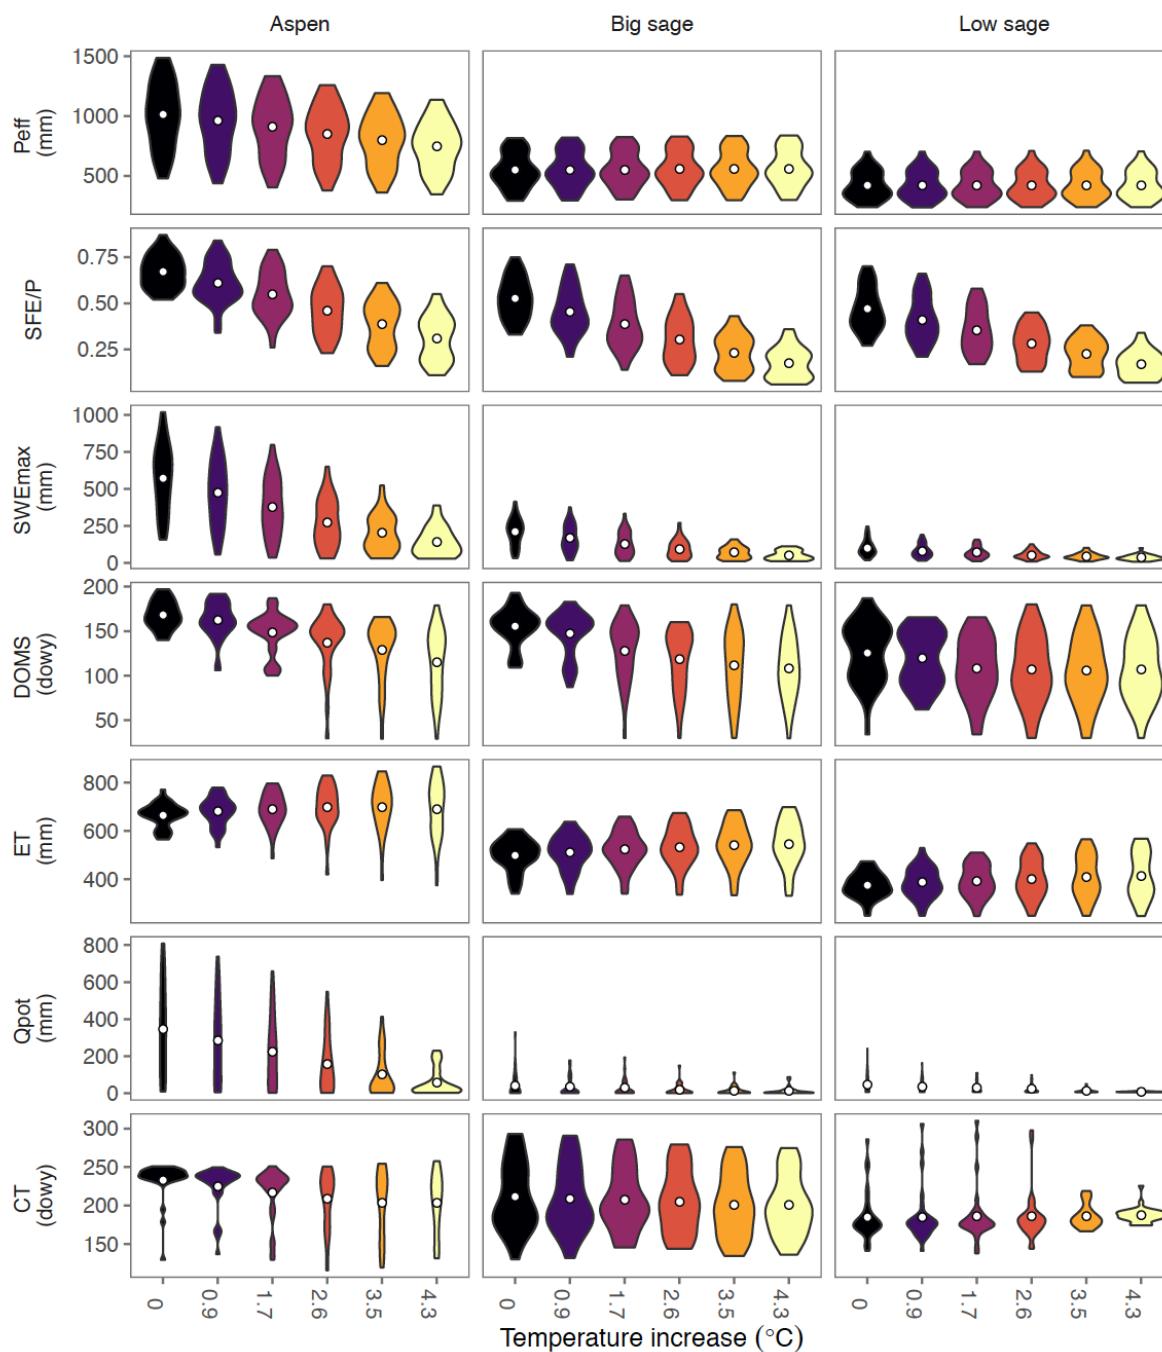 Aspen Big sage Low sage
Peff
(mm)
1500
1000
500
SFE/P
0.75
0.50
0.25
SWEmax
(mm)
1000
750
500
250
0
DOMS
(dowy)
200
150
100
50
ET
(mm)
800
600
400
Qpot
(mm)
800
600
400
200
0
CT
(dowy)
300
250
200
150
0 0.9 1.7 2.6 3.5 4.3 0 0.9 1.7 2.6 3.5 4.3 0 0.9 1.7 2.6 3.5 4.3
Temperature increase (°C)